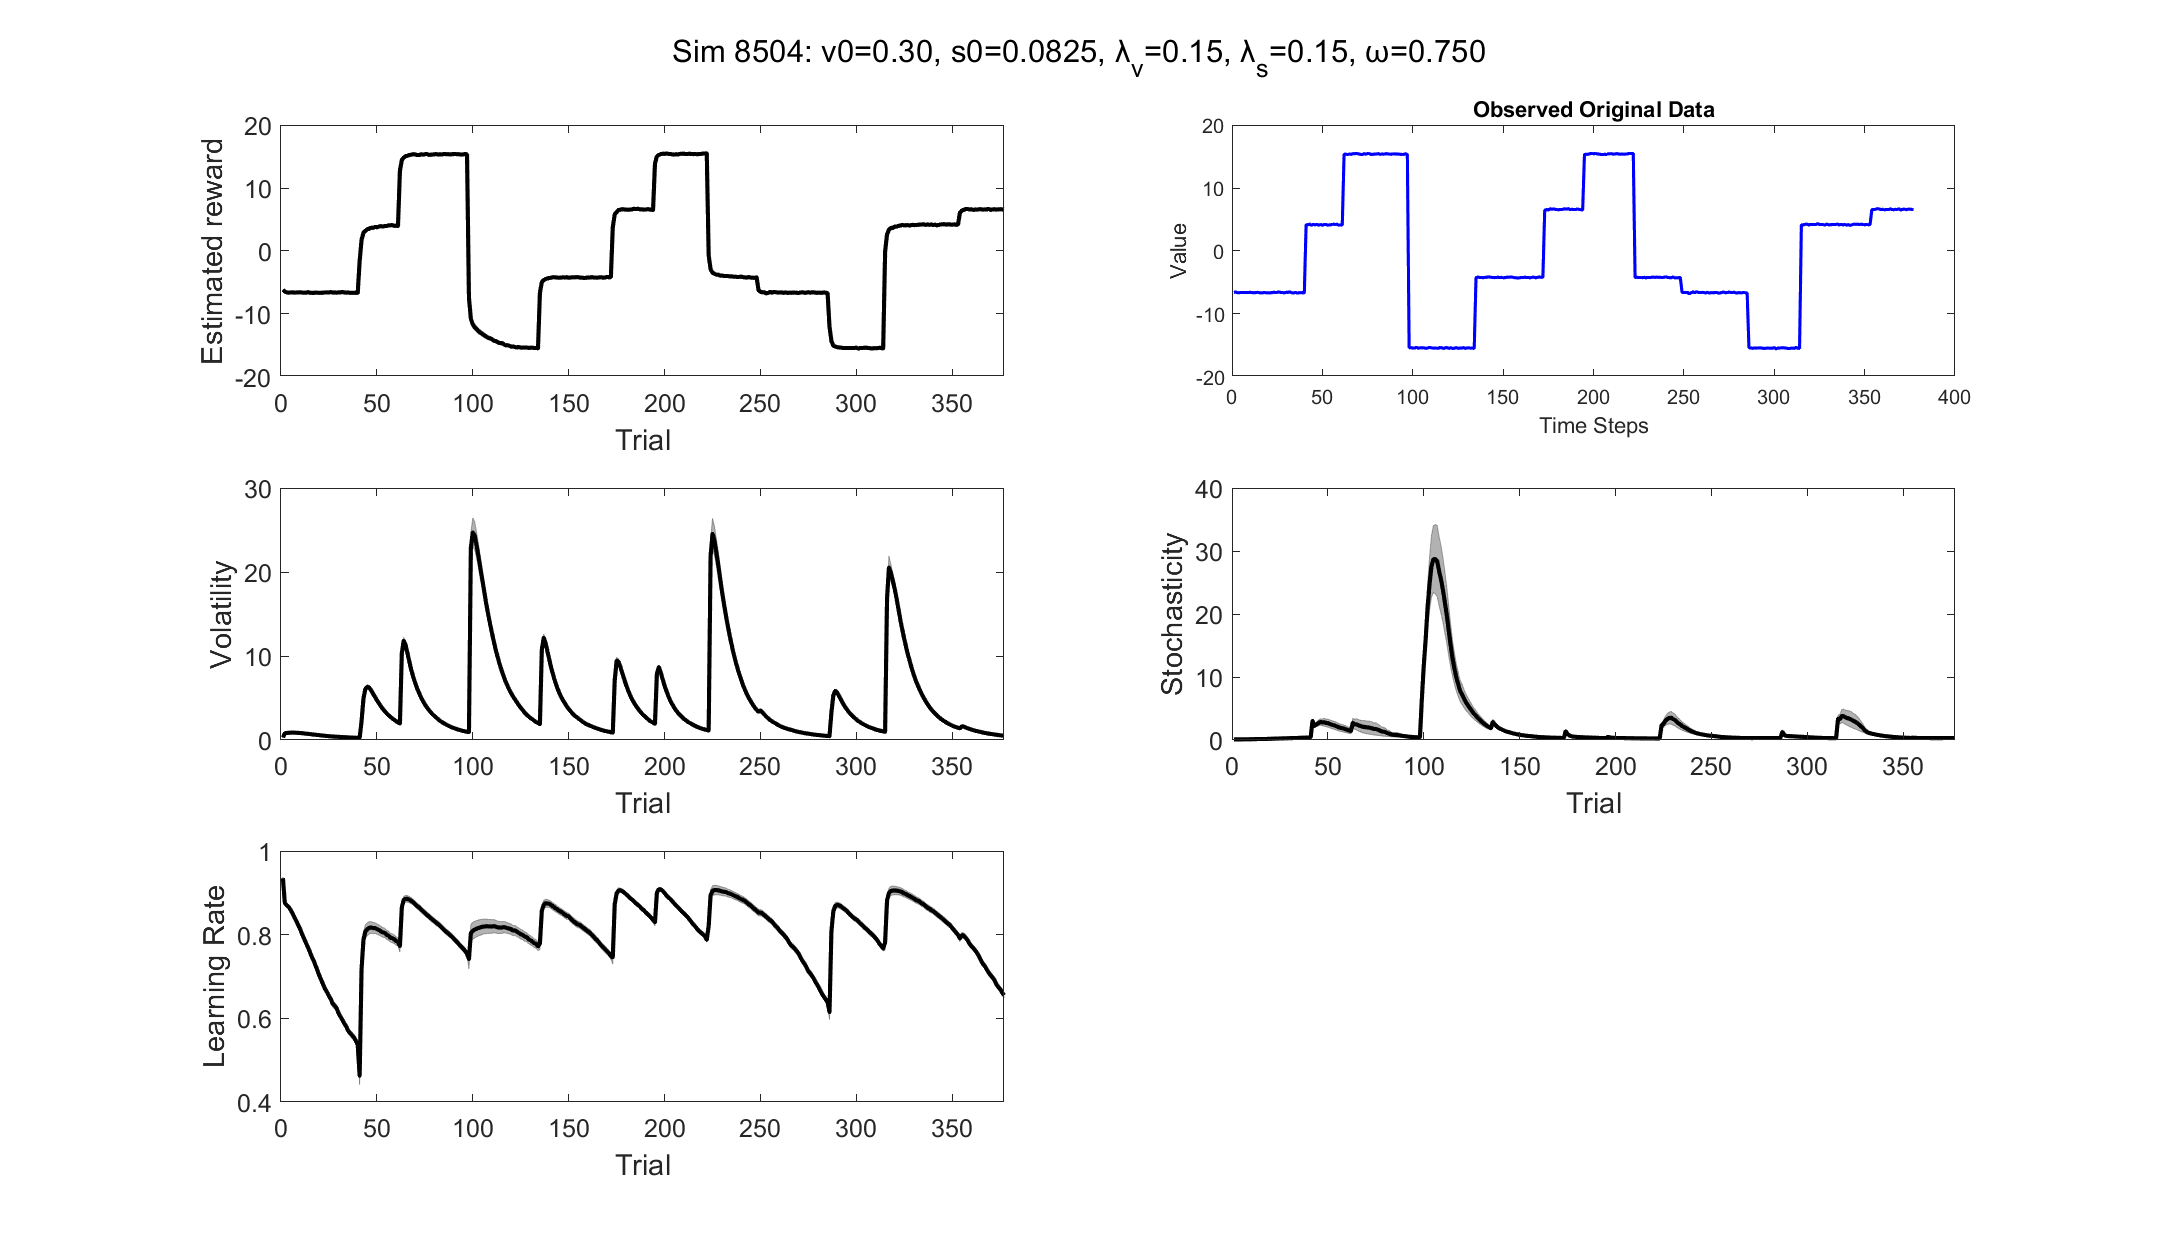 Sim 8504: v0=0.30, s0=0.0825, λ_v=0.15, λ_s=0.15, ω=0.750
Estimated reward
20
10
0
-10
-20
0 50 100 150 200 250 300 350
Trial
Observed Original Data
Value
20
10
0
-10
-20
0 50 100 150 200 250 300 350 400
Time Steps
Volatility
30
20
10
0
0 50 100 150 200 250 300 350
Trial
Stochasticity
40
30
20
10
0
0 50 100 150 200 250 300 350
Trial
Learning Rate
1
0.8
0.6
0.4
0 50 100 150 200 250 300 350
Trial